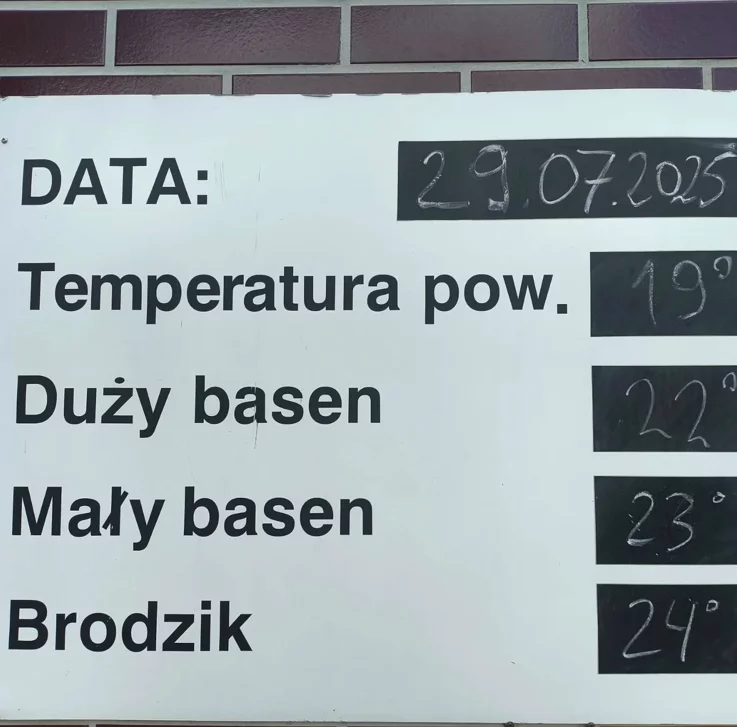 DATA: 29.07.2025
Temperatura pow. 19°
Duży basen 22°
Mały basen 23°
Brodzik 24°